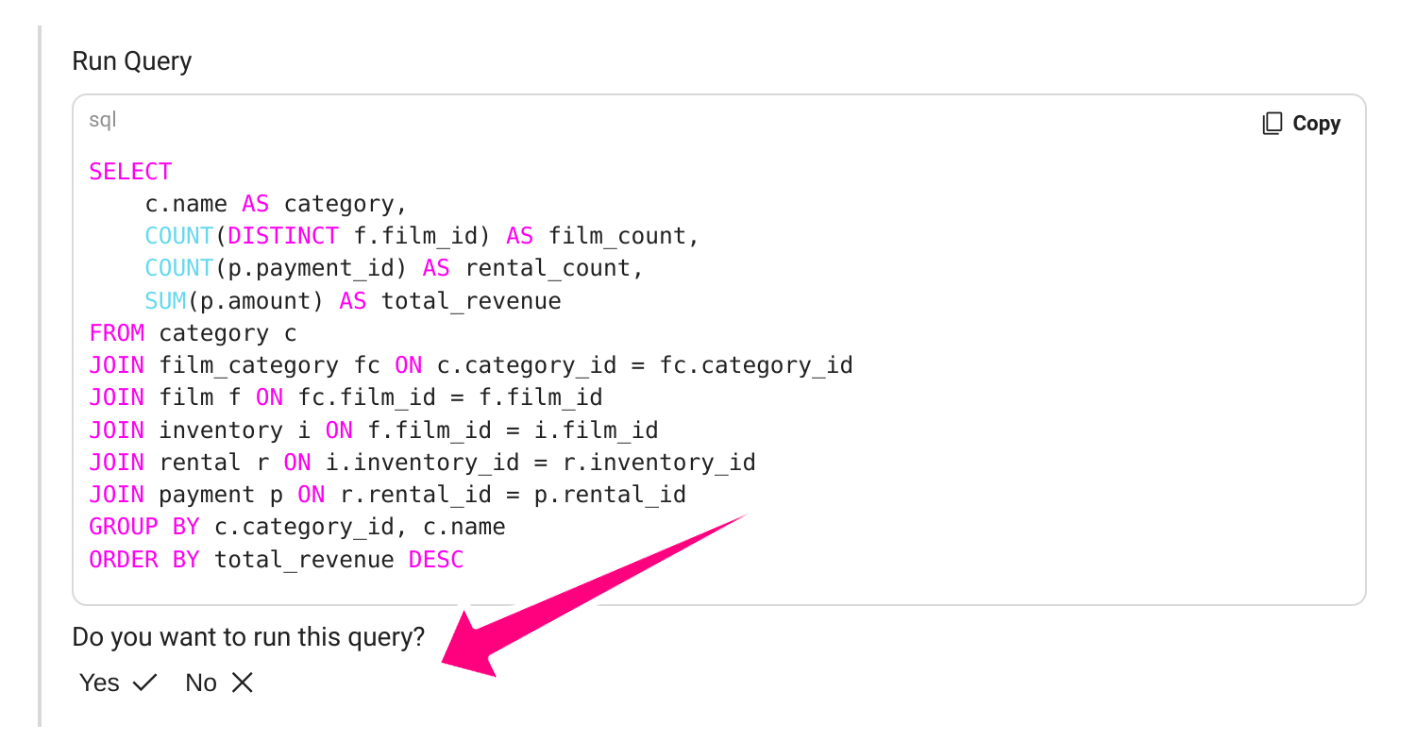 Run Query
sql
Copy
SELECT
    c.name AS category,
    COUNT(DISTINCT f.film_id) AS film_count,
    COUNT(p.payment_id) AS rental_count,
    SUM(p.amount) AS total_revenue
FROM category c
JOIN film_category fc ON c.category_id = fc.category_id
JOIN film f ON fc.film_id = f.film_id
JOIN inventory i ON f.film_id = i.film_id
JOIN rental r ON i.inventory_id = r.inventory_id
JOIN payment p ON r.rental_id = p.rental_id
GROUP BY c.category_id, c.name
ORDER BY total_revenue DESC
Do you want to run this query?
Yes No